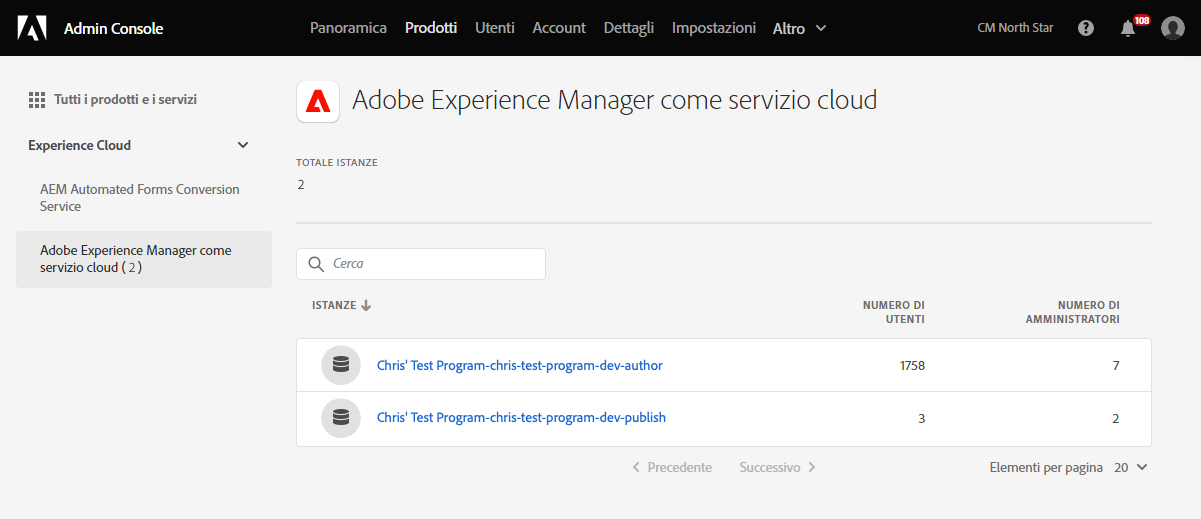 Admin Console
Panoramica Prodotti Utenti Account Dettagli Impostazioni Altro
CM North Star
108
Tutti i prodotti e i servizi
Experience Cloud
AEM Automated Forms Conversion
Service
Adobe Experience Manager come
servizio cloud ( 2 )
Adobe Experience Manager come servizio cloud
TOTALE ISTANZE
2
Cerca
ISTANZE
NUMERO DI
UTENTI
NUMERO DI
AMMINISTRATORI
Chris' Test Program-chris-test-program-dev-author 1758 7
Chris' Test Program-chris-test-program-dev-publish 3 2
Precedente Successivo
Elementi per pagina 20